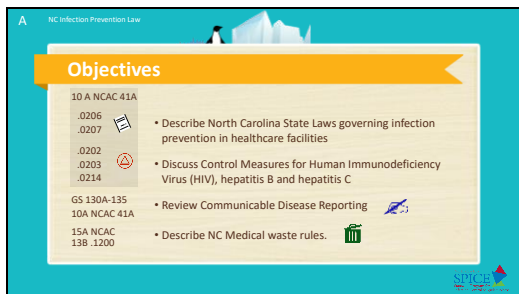 A
NC Infection Prevention Law
Objectives
10 A NCAC 41A
.0206
.0207
• Describe North Carolina State Laws governing infection
prevention in healthcare facilities
.0202
.0203
.0214
• Discuss Control Measures for Human Immunodeficiency
Virus (HIV), hepatitis B and hepatitis C
GS 130A-135
10A NCAC 41A
• Review Communicable Disease Reporting
15A NCAC
13B .1200
• Describe NC Medical waste rules.
SPICE